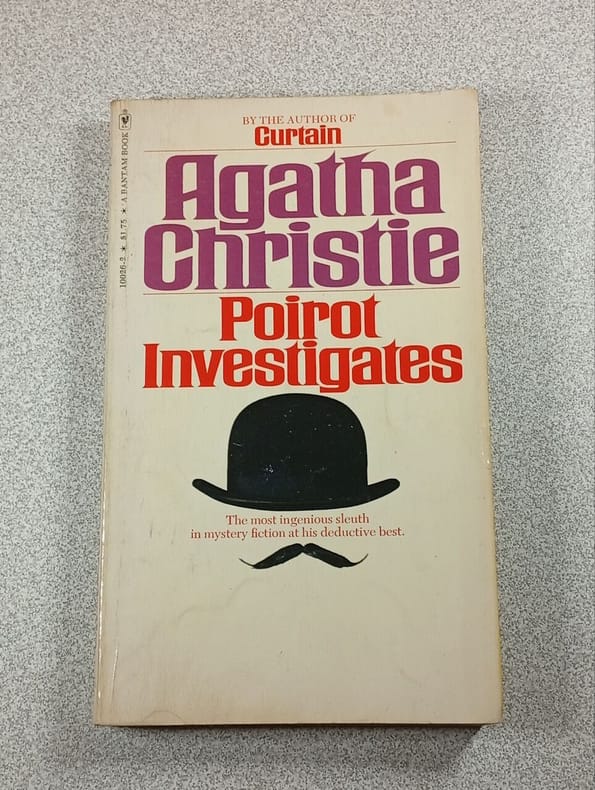 BY THE AUTHOR OF
Curtain
Agatha
Christie
Poirot
Investigates
The most ingenious sleuth
in mystery fiction at his deductive best.
10026-2 ★ $1.75 ★ A BANTAM BOOK